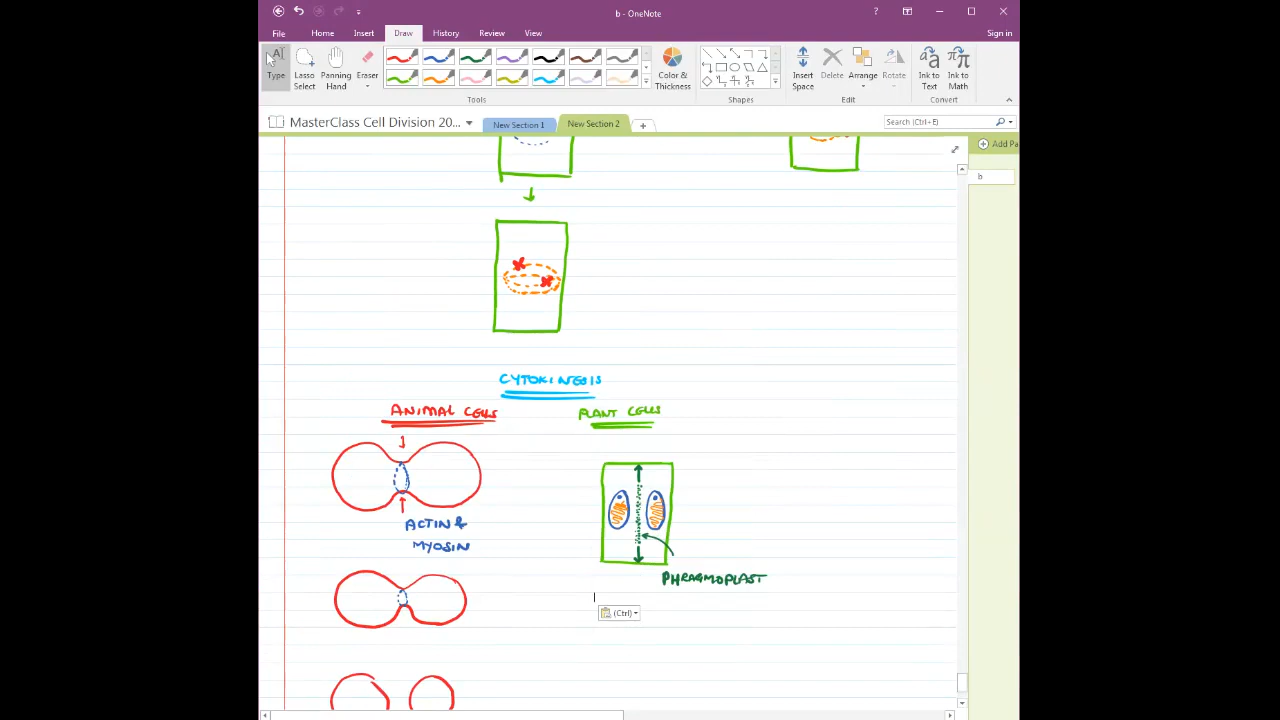 b - OneNote
?
Sign in
File
Home
Insert
Draw
History
Review
View
Type
Lasso Select
Panning Hand
Eraser
Color & Thickness
Insert Space
Delete
Arrange
Rotate
Ink to Text
Ink to Math
Tools
Shapes
Edit
Convert
MasterClass Cell Division 20...
New Section 1
New Section 2
Search (Ctrl+E)
Add Pa
b
CYTOKINESIS
ANIMAL CELLS
PLANT CELLS
ACTIN &
MYOSIN
PHRAGMOPLAST
(Ctrl)